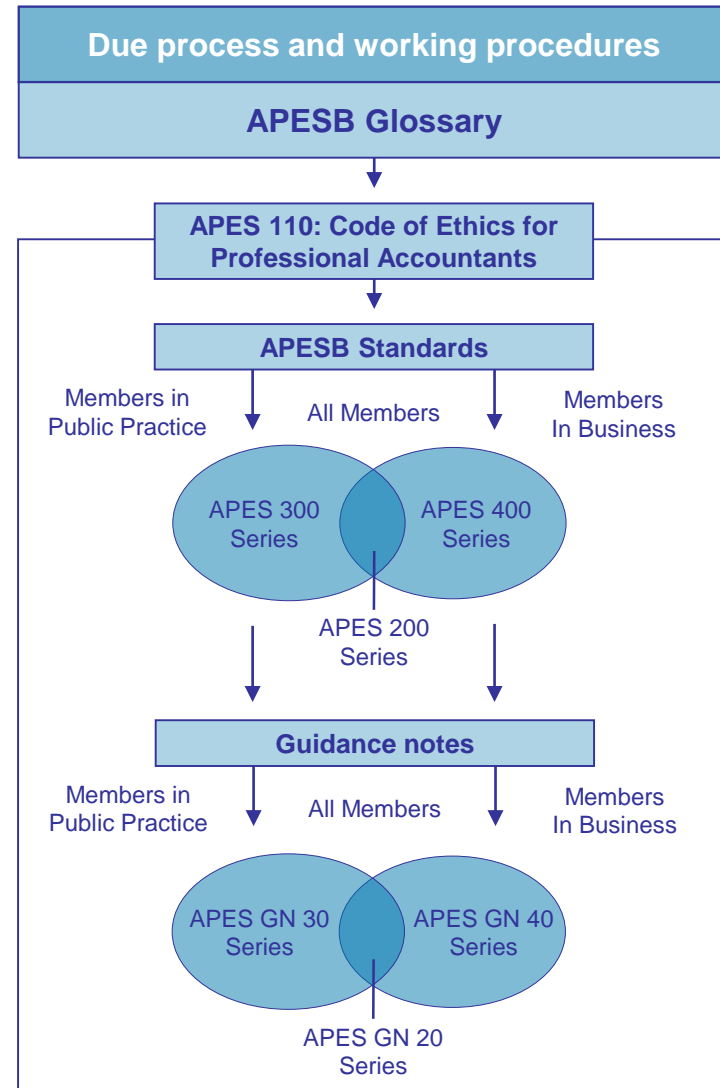 Due process and working procedures
APESB Glossary
APES 110: Code of Ethics for
Professional Accountants
APESB Standards
Members in
Public Practice
All Members
Members
In Business
APES 300
Series
APES 400
Series
APES 200
Series
Guidance notes
Members in
Public Practice
All Members
Members
In Business
APES GN 30
Series
APES GN 40
Series
APES GN 20
Series